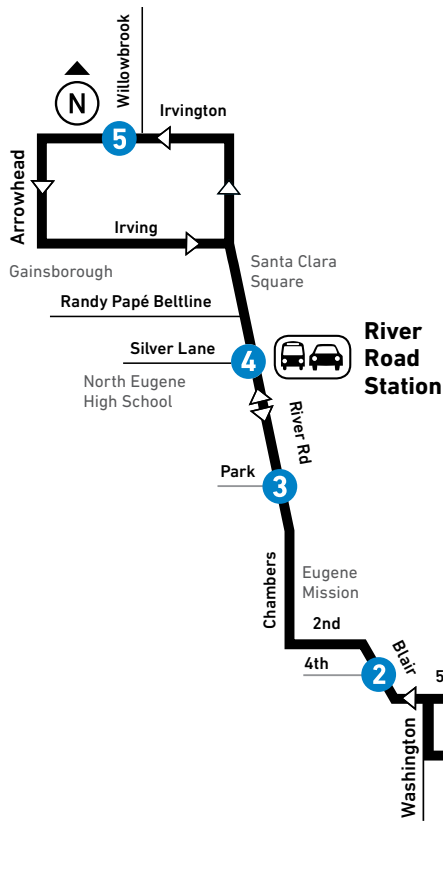 Willowbrook
N
Irvington
5
Arrowhead
Irving
Gainsborough
Santa Clara
Square
Randy Papé Beltline
River
Road
Station
Silver Lane
4
North Eugene
High School
River Rd
Park
3
Chambers
Eugene
Mission
2nd
Blair
4th
2
5
Washington